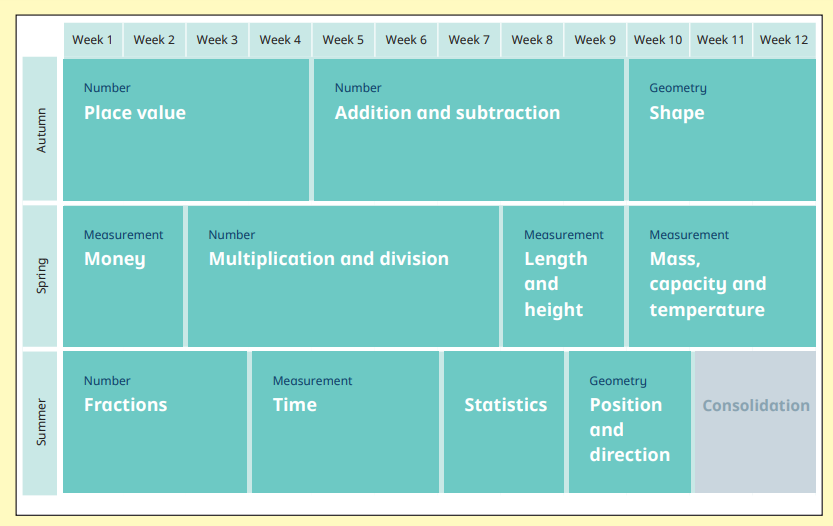 Week 1 Week 2 Week 3 Week 4 Week 5 Week 6 Week 7 Week 8 Week 9 Week 10 Week 11 Week 12
Autumn
Number
Place value
Number
Addition and subtraction
Geometry
Shape
Spring
Measurement
Money
Number
Multiplication and division
Measurement
Length
and
height
Measurement
Mass,
capacity and
temperature
Summer
Number
Fractions
Measurement
Time
Statistics
Geometry
Position
and
direction
Consolidation